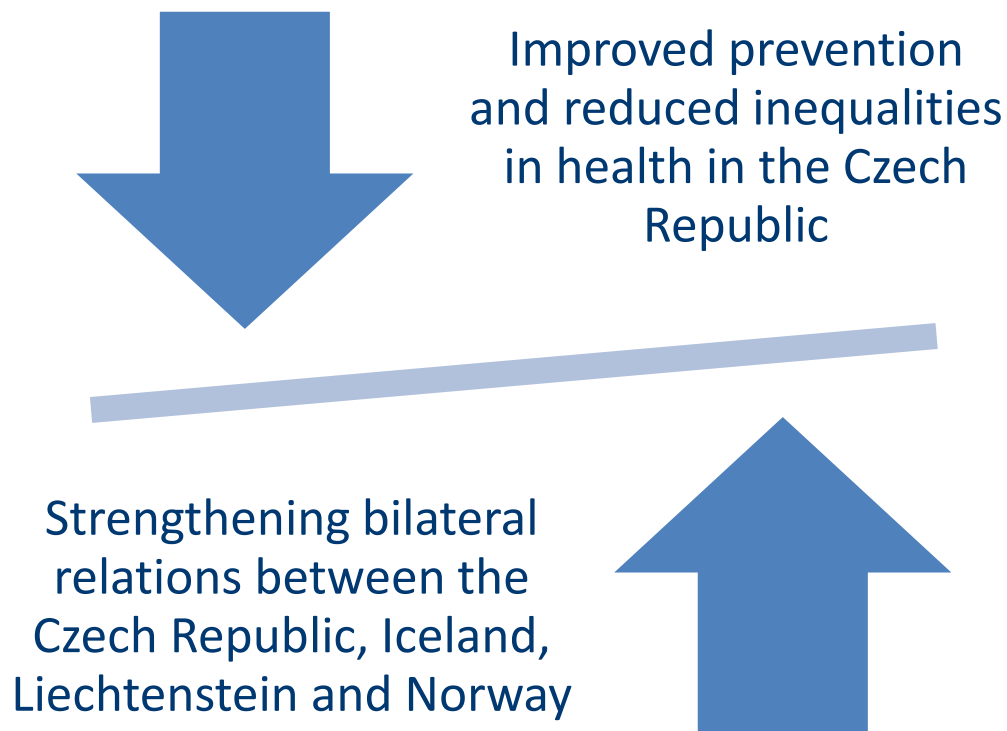 Improved prevention
and reduced inequalities
in health in the Czech
Republic
Strengthening bilateral
relations between the
Czech Republic, Iceland,
Liechtenstein and Norway